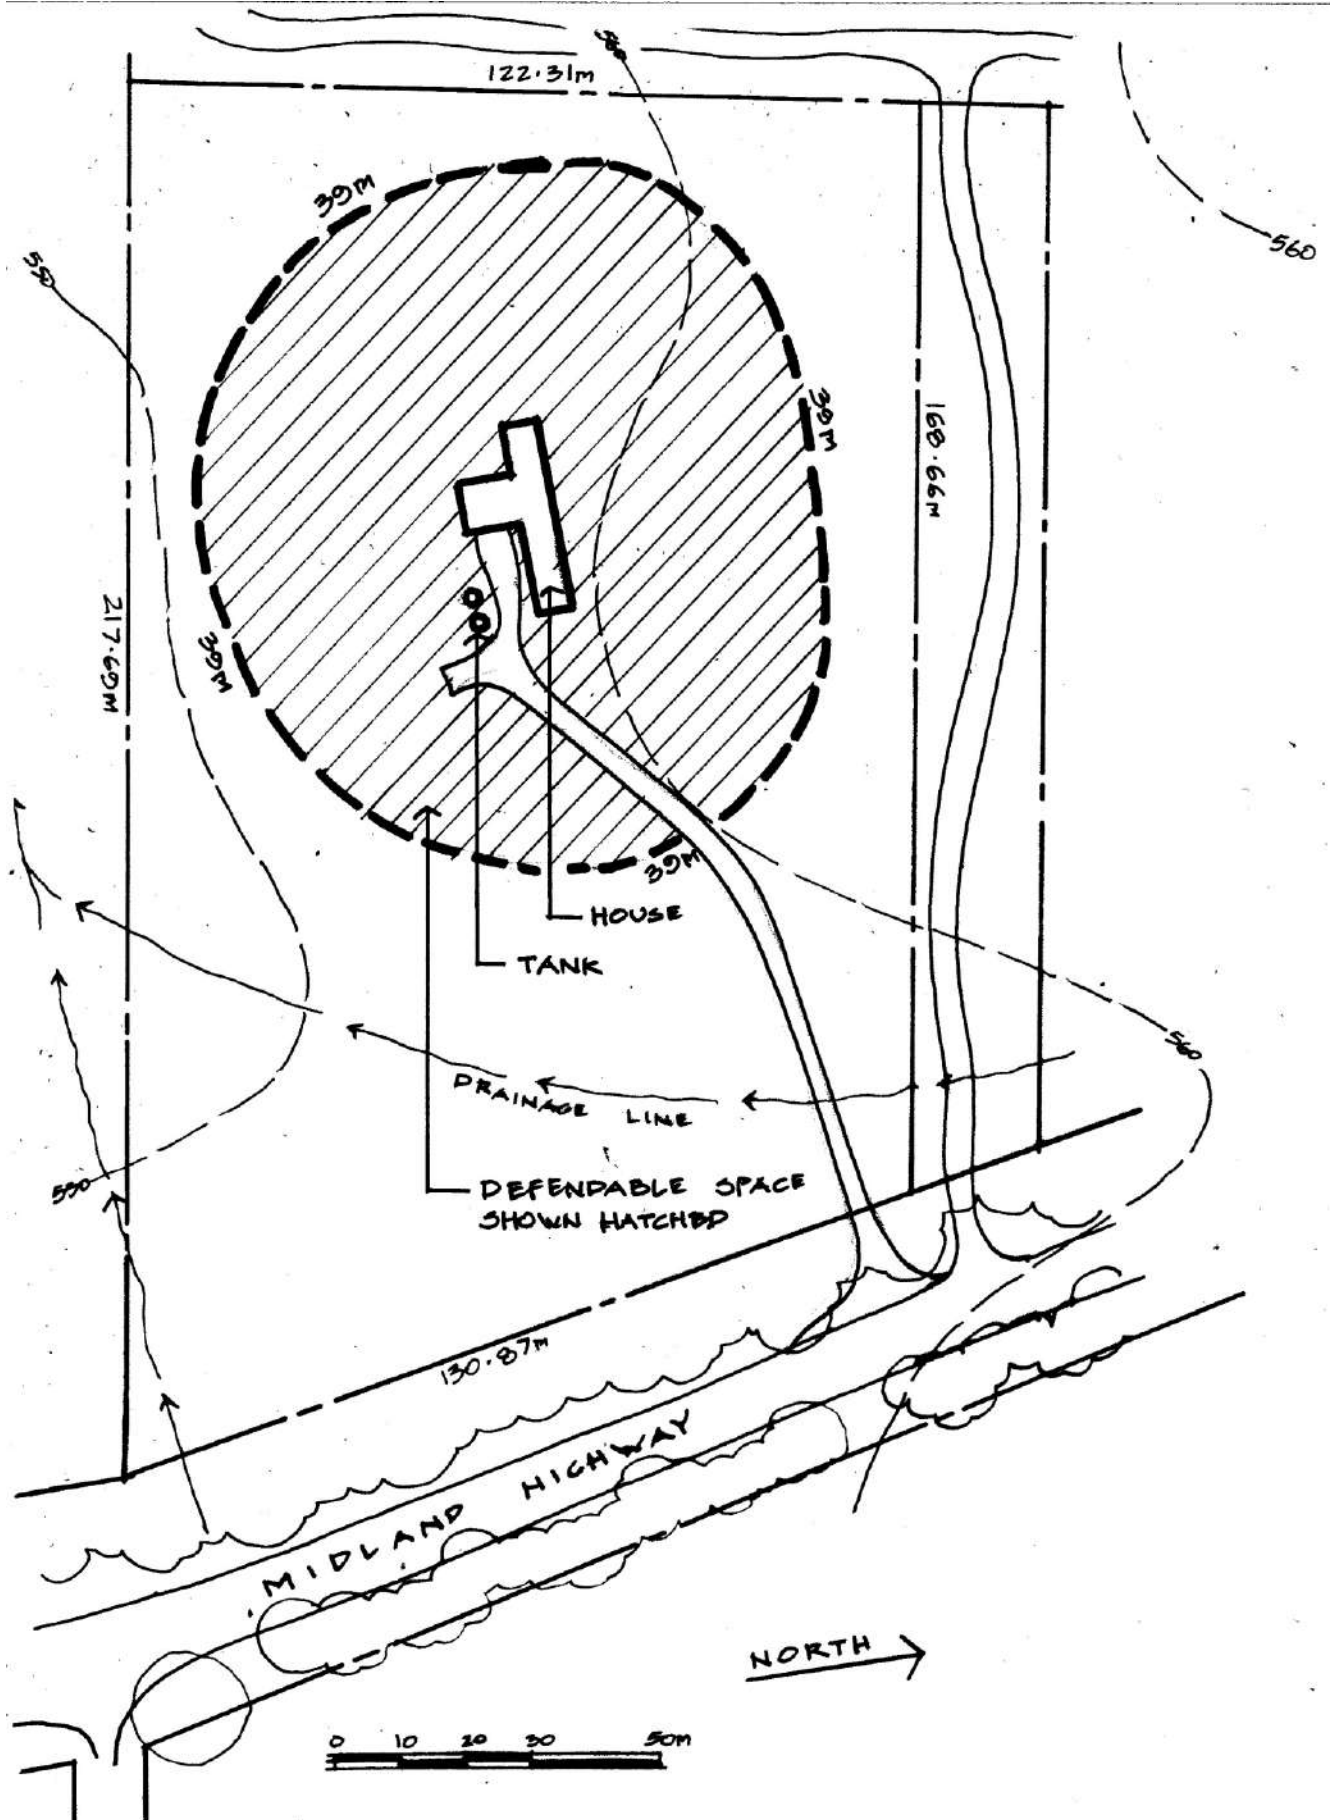 560
122.31m
39m
560
550
39m
168.66m
217.69m
39m
39m
HOUSE
TANK
DRAINAGE LINE
560
550
DEFENDABLE SPACE
SHOWN HATCHED
130.87m
MIDLAND HIGHWAY
NORTH
0 10 20 30 50m